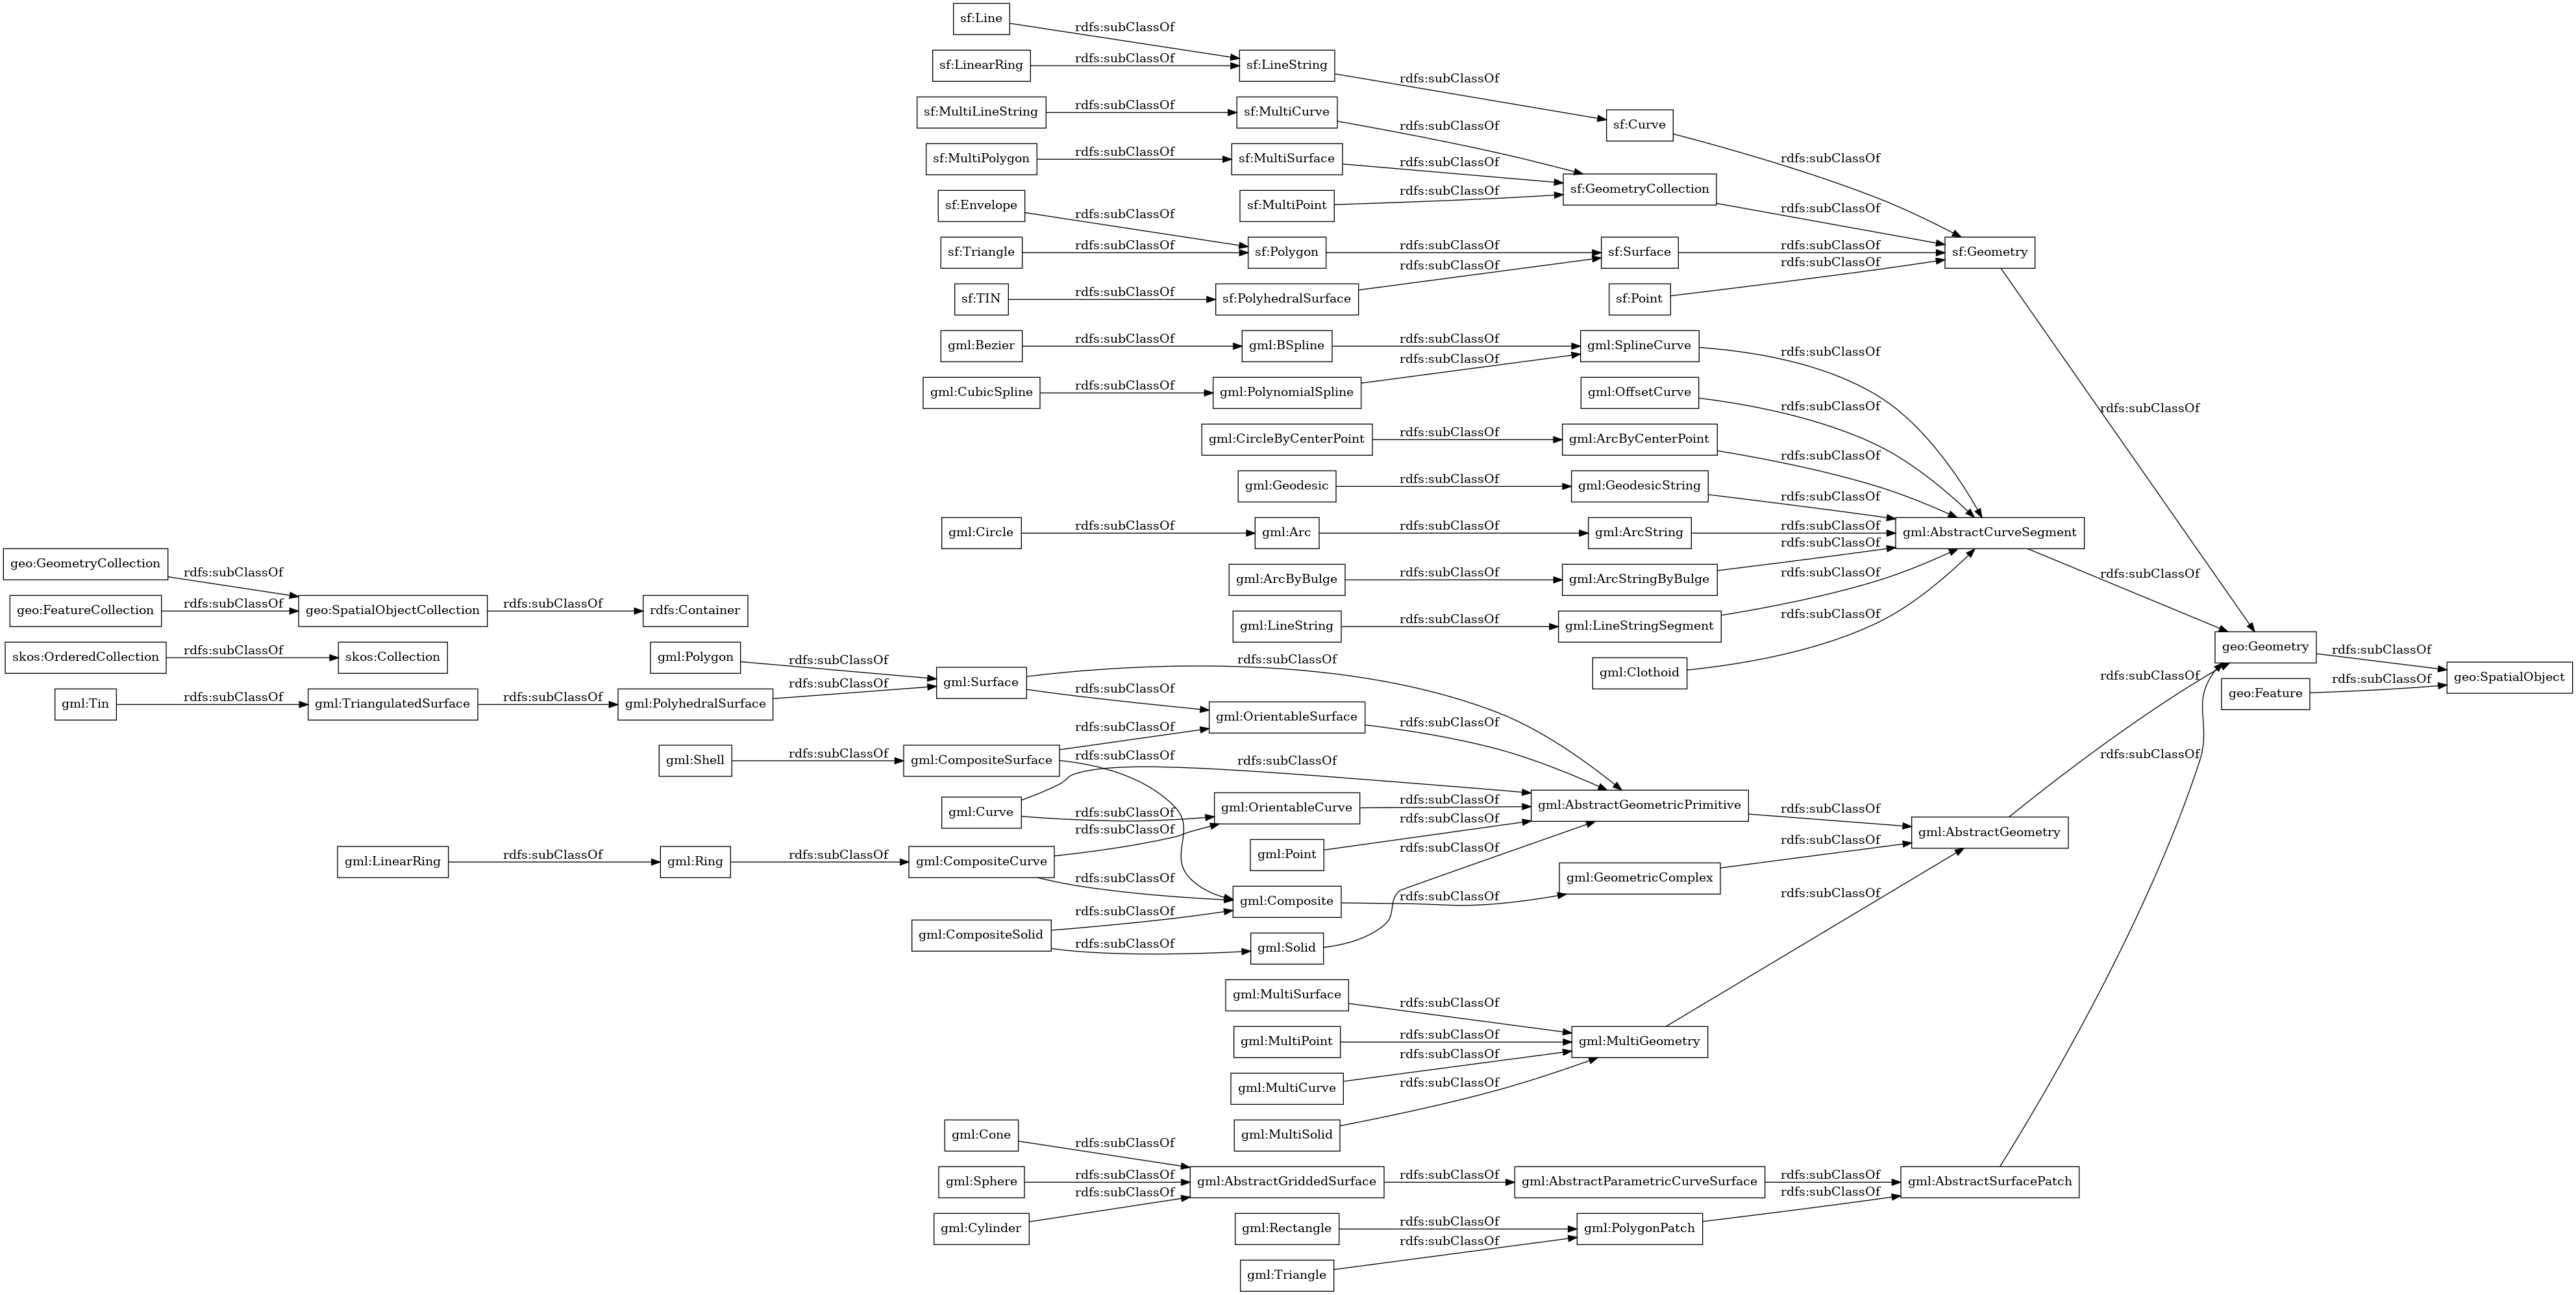 sf:Line
rdfs:subClassOf
sf:LinearRing
rdfs:subClassOf
sf:LineString
rdfs:subClassOf
sf:MultiLineString
rdfs:subClassOf
sf:MultiCurve
rdfs:subClassOf
sf:Curve
rdfs:subClassOf
sf:MultiPolygon
rdfs:subClassOf
sf:MultiSurface
rdfs:subClassOf
sf:GeometryCollection
rdfs:subClassOf
sf:Envelope
rdfs:subClassOf
sf:MultiPoint
rdfs:subClassOf
sf:Triangle
rdfs:subClassOf
sf:Polygon
rdfs:subClassOf
sf:Surface
rdfs:subClassOf
sf:Geometry
rdfs:subClassOf
sf:TIN
rdfs:subClassOf
sf:PolyhedralSurface
rdfs:subClassOf
sf:Point
rdfs:subClassOf
gml:Bezier
rdfs:subClassOf
gml:BSpline
rdfs:subClassOf
gml:SplineCurve
rdfs:subClassOf
gml:CubicSpline
rdfs:subClassOf
gml:PolynomialSpline
rdfs:subClassOf
gml:OffsetCurve
rdfs:subClassOf
gml:CircleByCenterPoint
rdfs:subClassOf
gml:ArcByCenterPoint
rdfs:subClassOf
gml:Geodesic
rdfs:subClassOf
gml:GeodesicString
rdfs:subClassOf
gml:Circle
rdfs:subClassOf
gml:Arc
rdfs:subClassOf
gml:ArcString
rdfs:subClassOf
gml:AbstractCurveSegment
rdfs:subClassOf
gml:ArcByBulge
rdfs:subClassOf
gml:ArcStringByBulge
rdfs:subClassOf
gml:LineString
rdfs:subClassOf
gml:LineStringSegment
rdfs:subClassOf
gml:Clothoid
rdfs:subClassOf
geo:GeometryCollection
rdfs:subClassOf
geo:FeatureCollection
rdfs:subClassOf
geo:SpatialObjectCollection
rdfs:subClassOf
rdfs:Container
skos:OrderedCollection
rdfs:subClassOf
skos:Collection
geo:Geometry
rdfs:subClassOf
geo:SpatialObject
geo:Feature
rdfs:subClassOf
gml:Polygon
rdfs:subClassOf
gml:Tin
rdfs:subClassOf
gml:TriangulatedSurface
rdfs:subClassOf
gml:PolyhedralSurface
rdfs:subClassOf
gml:Surface
rdfs:subClassOf
rdfs:subClassOf
gml:OrientableSurface
rdfs:subClassOf
gml:Shell
rdfs:subClassOf
gml:CompositeSurface
rdfs:subClassOf
rdfs:subClassOf
gml:Curve
rdfs:subClassOf
rdfs:subClassOf
gml:OrientableCurve
rdfs:subClassOf
gml:AbstractGeometricPrimitive
rdfs:subClassOf
gml:AbstractGeometry
rdfs:subClassOf
gml:LinearRing
rdfs:subClassOf
gml:Ring
rdfs:subClassOf
gml:CompositeCurve
rdfs:subClassOf
rdfs:subClassOf
gml:Point
rdfs:subClassOf
gml:GeometricComplex
rdfs:subClassOf
gml:Composite
rdfs:subClassOf
gml:CompositeSolid
rdfs:subClassOf
rdfs:subClassOf
gml:Solid
rdfs:subClassOf
gml:MultiSurface
rdfs:subClassOf
gml:MultiPoint
rdfs:subClassOf
gml:MultiGeometry
rdfs:subClassOf
gml:MultiCurve
rdfs:subClassOf
gml:MultiSolid
rdfs:subClassOf
gml:Cone
rdfs:subClassOf
gml:Sphere
rdfs:subClassOf
gml:AbstractGriddedSurface
rdfs:subClassOf
gml:AbstractParametricCurveSurface
rdfs:subClassOf
gml:AbstractSurfacePatch
rdfs:subClassOf
gml:Cylinder
rdfs:subClassOf
gml:Rectangle
rdfs:subClassOf
gml:PolygonPatch
rdfs:subClassOf
gml:Triangle
rdfs:subClassOf